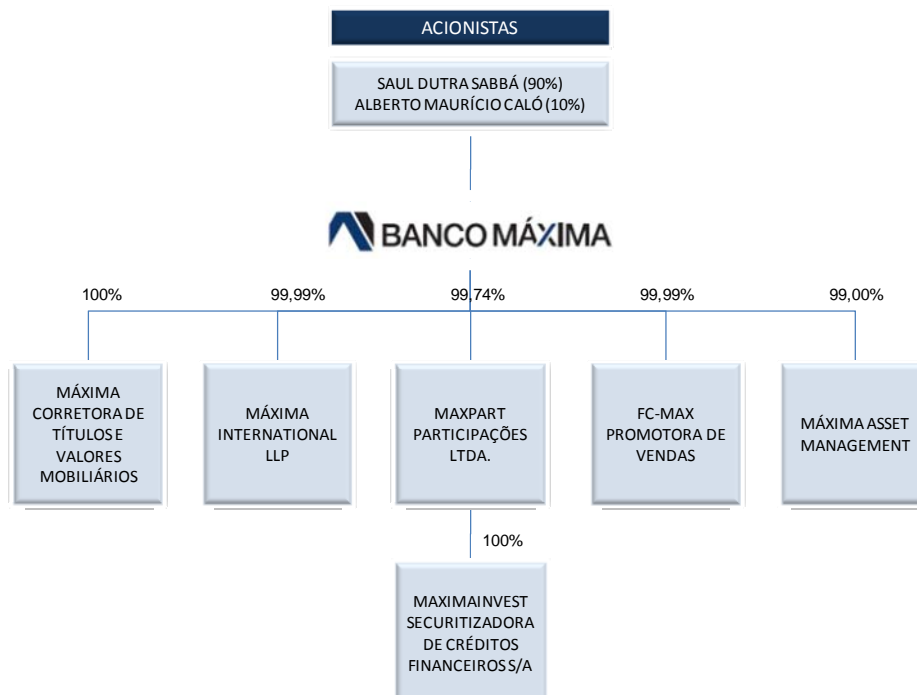 ACIONISTAS
SAUL DUTRA SABBÁ (90%)
ALBERTO MAURÍCIO CALÓ (10%)
BANCO MÁXIMA
100%
99,99%
99,74%
99,99%
99,00%
MÁXIMA
CORRETORA DE
TÍTULOS E
VALORES
MOBILIÁRIOS
MÁXIMA
INTERNATIONAL
LLP
MAXPART
PARTICIPAÇÕES
LTDA.
FC-MAX
PROMOTORA DE
VENDAS
MÁXIMA ASSET
MANAGEMENT
100%
MAXIMAINVEST
SECURITIZADORA
DE CRÉDITOS
FINANCEIROS S/A